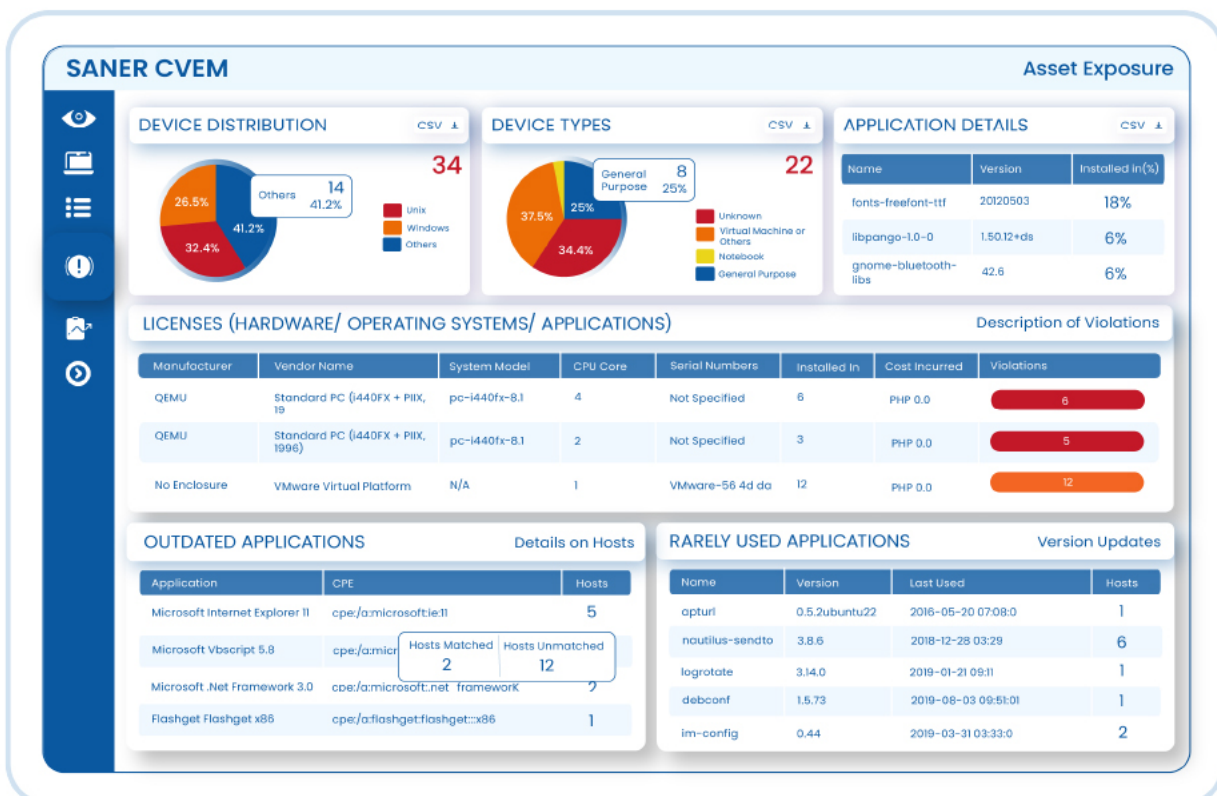 SANER CVEM
Asset Exposure
DEVICE DISTRIBUTION
CSV
34
26.5%
32.4%
41.2%
Others 14
41.2%
Unix
Windows
Others
DEVICE TYPES
CSV
22
37.5%
25%
34.4%
General Purpose 8
25%
Unknown
Virtual Machine or
Others
Notebook
General Purpose
APPLICATION DETAILS
CSV
Name Version Installed In(%)
fonts-freefont-ttf 20120503 18%
libpango-1.0-0 1.50.12+ds 6%
gnome-bluetooth-libs 42.6 6%
LICENSES (HARDWARE/ OPERATING SYSTEMS/ APPLICATIONS)
Description of Violations
Manufacturer Vendor Name System Model CPU Core Serial Numbers Installed In Cost Incurred Violations
QEMU Standard PC (i440FX + PIIX, 19 pc-i440fx-8.1 4 Not Specified 6 PHP 0.0 6
QEMU Standard PC (i440FX + PIIX, 1996) pc-i440fx-8.1 2 Not Specified 3 PHP 0.0 5
No Enclosure VMware Virtual Platform N/A 1 VMware-56 4d da 12 PHP 0.0 12
OUTDATED APPLICATIONS
Details on Hosts
Application CPE Hosts
Microsoft Internet Explorer 11 cpe:/a:microsoft:ie:11 5
Microsoft Vbscript 5.8 cpe:/a:micr
Hosts Matched Hosts Unmatched
2 12
Microsoft .Net Framework 3.0 cpe:/a:microsoft:.net_framework 2
Flashget Flashget x86 cpe:/a:flashget:flashget:::x86 1
RARELY USED APPLICATIONS
Version Updates
Name Version Last Used Hosts
apturl 0.5.2ubuntu22 2016-05-20 07:08:0 1
nautilus-sendto 3.8.6 2018-12-28 03:29 6
logrotate 3.14.0 2019-01-21 09:11 1
debconf 1.5.73 2019-08-03 09:51:01 1
im-config 0.44 2019-03-31 03:33:0 2